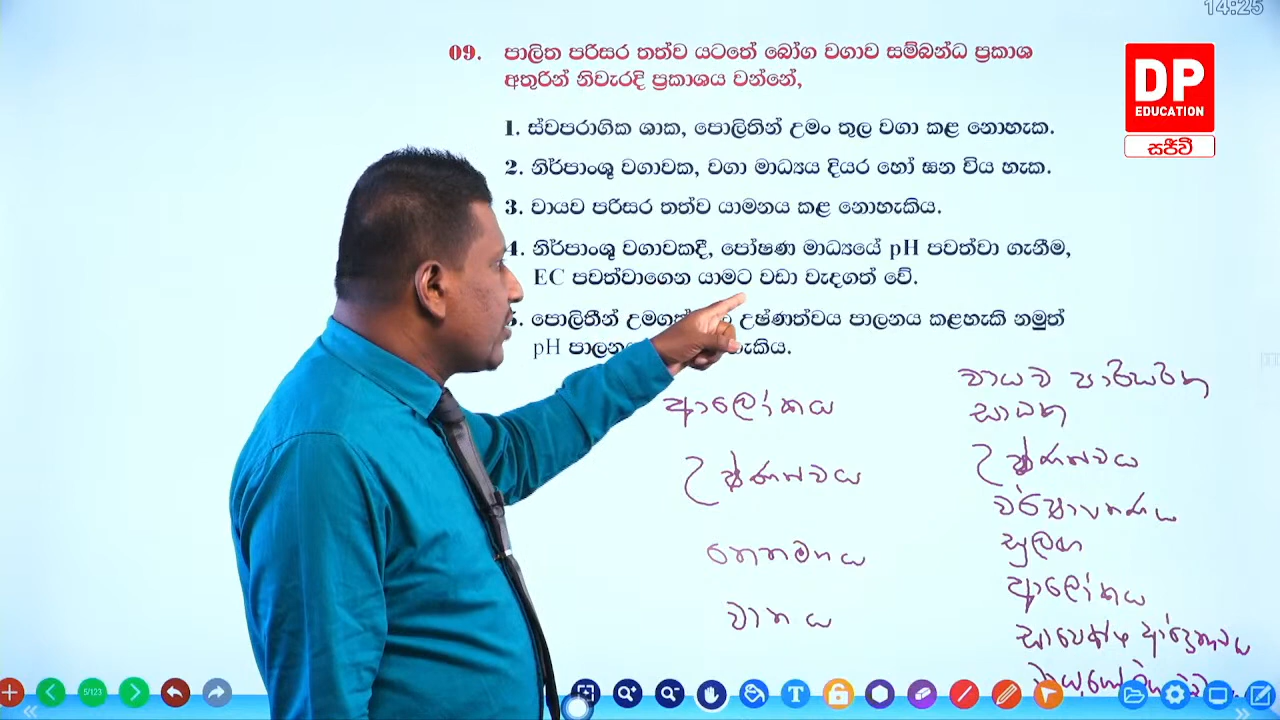 14:25
09. පාලිත පරිසර තත්ව යටතේ බෝග වගාව සම්බන්ධ ප්‍රකාශ
අතුරින් නිවැරදි ප්‍රකාශය වන්නේ,
DP
EDUCATION
සජීවී
1. ස්වපරාගික ශාක, පොලිතින් උමං තුල වගා කළ නොහැක.
2. නිර්පාංශු වගාවක, වගා මාධ්‍යය දියර හෝ ඝන විය හැක.
3. වායව පරිසර තත්ව යාමනය කළ නොහැකිය.
4. නිර්පාංශු වගාවකදී, පෝෂණ මාධ්‍යයේ pH පවත්වා ගැනීම,
EC පවත්වාගෙන යාමට වඩා වැදගත් වේ.
5. පොලිතීන් උමගක් උෂ්ණත්වය පාලනය කළහැකි නමුත්
pH
වායව පාරිසරික
ආලෝකය
සාධක
උෂ්ණත්වය
උෂ්ණත්වය
වර්ෂාපතනය
සුලඟ
තෙතමනය
ආලෝකය
වාතය
සාපේක්ෂ ආර්ද්‍රතාවය
5/123